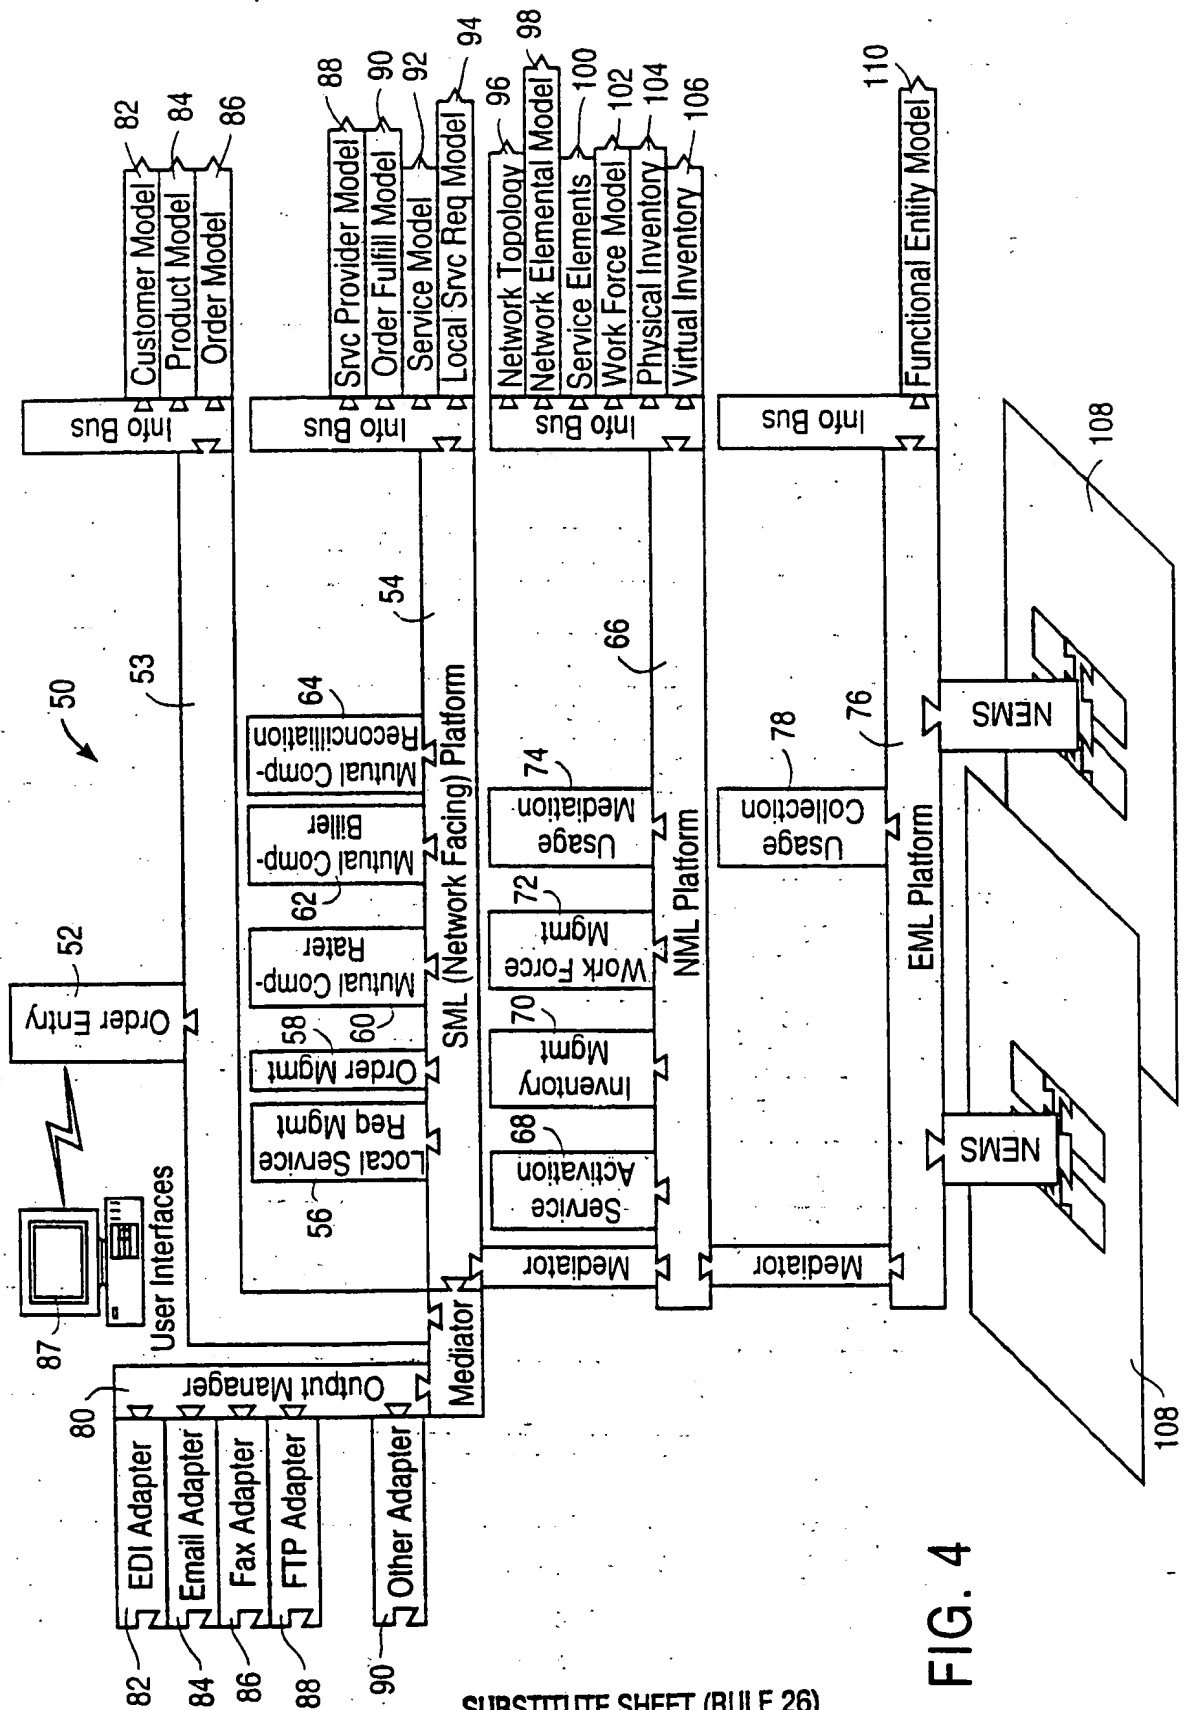 50
52
Order Entry
53
87
User Interfaces
80
Output Manager
EDI Adapter
82
Email Adapter
84
Fax Adapter
86
FTP Adapter
88
Other Adapter
90
Mediator
Info Bus
Customer Model
82
Product Model
84
Order Model
86
56
Local Service
Req Mgmt
58
Order Mgmt
60
Mutual Comp-
Rater
62
Mutual Comp-
Biller
64
Mutual Comp-
Reconcilliation
54
SML (Network Facing) Platform
Info Bus
Srvc Provider Model
88
Order Fulfill Model
90
Service Model
92
Local Srvc Req Model
94
Mediator
68
Service
Activation
70
Inventory
Mgmt
72
Work Force
Mgmt
74
Usage
Mediation
66
NML Platform
Info Bus
Network Topology
96
Network Elemental Model
98
Service Elements
100
Work Force Model
102
Physical Inventory
104
Virtual Inventory
106
Mediator
78
Usage
Collection
76
EML Platform
Info Bus
Functional Entity Model
110
NEMS
NEMS
108
108
FIG. 4
SUBSTITUTE SHEET (RULE 26)